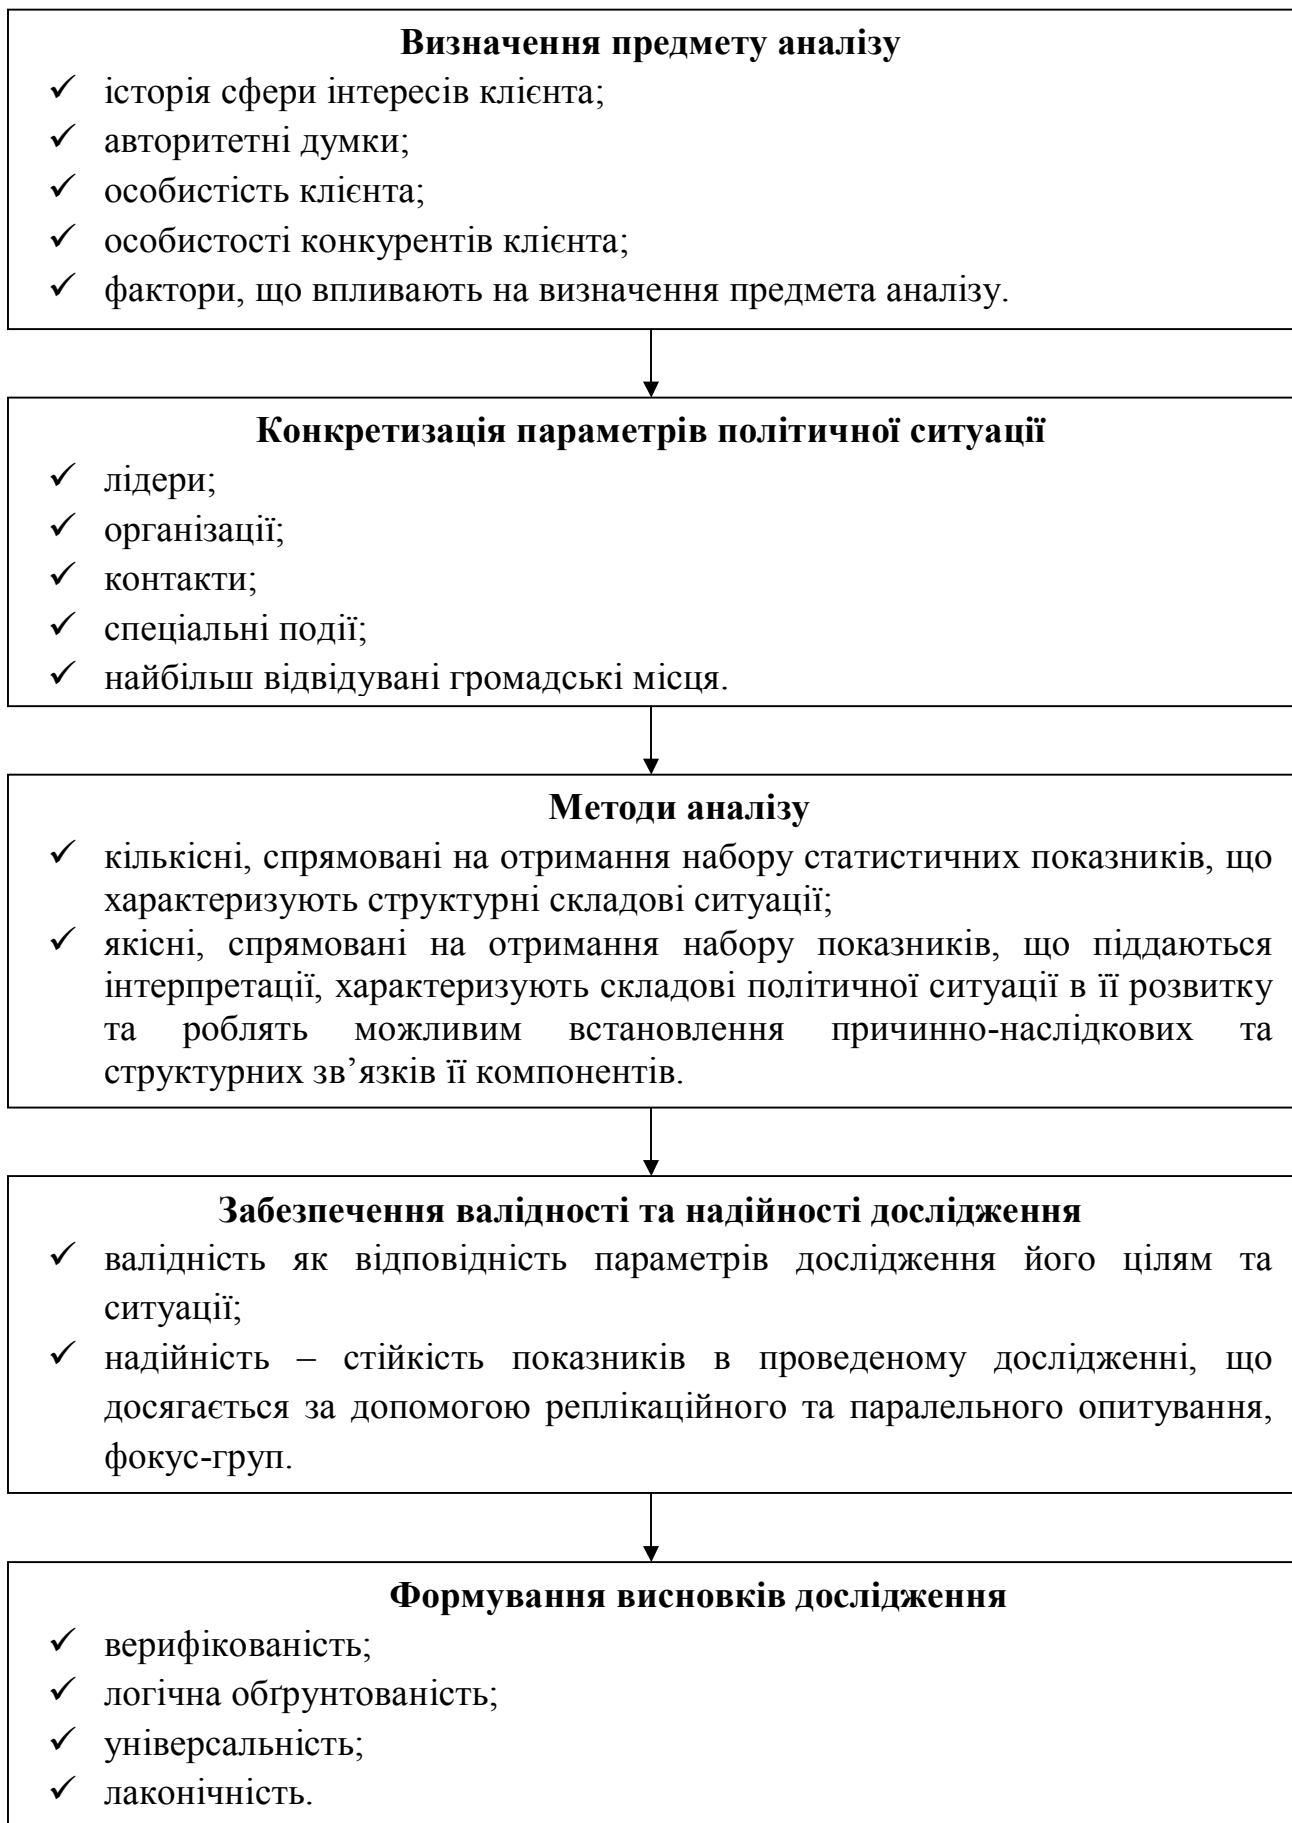 Визначення предмету аналізу
✓ історія сфери інтересів клієнта;
✓ авторитетні думки;
✓ особистість клієнта;
✓ особистості конкурентів клієнта;
✓ фактори, що впливають на визначення предмета аналізу.
Конкретизація параметрів політичної ситуації
✓ лідери;
✓ організації;
✓ контакти;
✓ спеціальні події;
✓ найбільш відвідувані громадські місця.
Методи аналізу
✓ кількісні, спрямовані на отримання набору статистичних показників, що
характеризують структурні складові ситуації;
✓ якісні, спрямовані на отримання набору показників, що піддаються
інтерпретації, характеризують складові політичної ситуації в її розвитку
та роблять можливим встановлення причинно-наслідкових та
структурних зв’язків її компонентів.
Забезпечення валідності та надійності дослідження
✓ валідність як відповідність параметрів дослідження його цілям та
ситуації;
✓ надійність – стійкість показників в проведеному дослідженні, що
досягається за допомогою реплікаційного та паралельного опитування,
фокус-груп.
Формування висновків дослідження
✓ верифікованість;
✓ логічна обґрунтованість;
✓ універсальність;
✓ лаконічність.